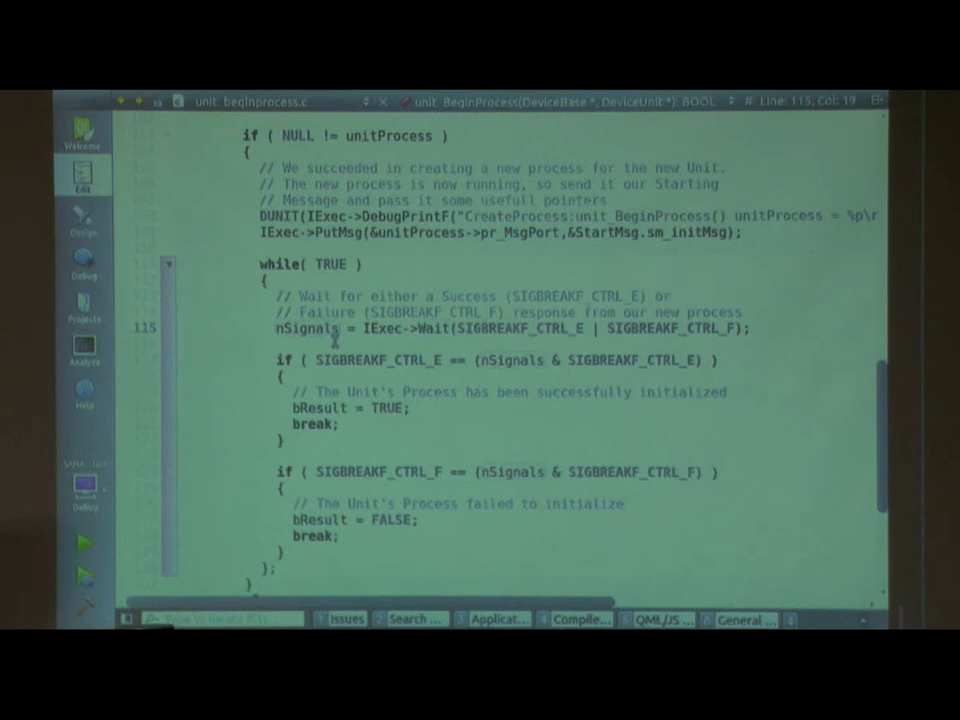 unit_beginprocess.c unit_BeginProcess(DeviceBase *, DeviceUnit *): BOOL # Line: 115, Col: 19
Welcome
Edit
Design
Debug
Projects
Analyze
Help
Debug
if ( NULL != unitProcess )
{
// We succeeded in creating a new process for the new Unit.
// The new process is now running, so send it our Starting
// Message and pass it some usefull pointers
DUNIT(IExec->DebugPrintF("CreateProcess:unit_BeginProcess() unitProcess = %p\r
IExec->PutMsg(&unitProcess->pr_MsgPort,&StartMsg.sm_initMsg);
while( TRUE )
{
// Wait for either a Success (SIGBREAKF_CTRL_E) or
// Failure (SIGBREAKF_CTRL_F) response from our new process
115 nSignals = IExec->Wait(SIGBREAKF_CTRL_E | SIGBREAKF_CTRL_F);
if ( SIGBREAKF_CTRL_E == (nSignals & SIGBREAKF_CTRL_E) )
{
// The Unit's Process has been successfully initialized
bResult = TRUE;
break;
}
if ( SIGBREAKF_CTRL_F == (nSignals & SIGBREAKF_CTRL_F) )
{
// The Unit's Process failed to initialize
bResult = FALSE;
break;
}
};
}
1 Issues 2 Search ... 3 Applicat... 4 Compile... 5 QML/JS ... 6 General ...